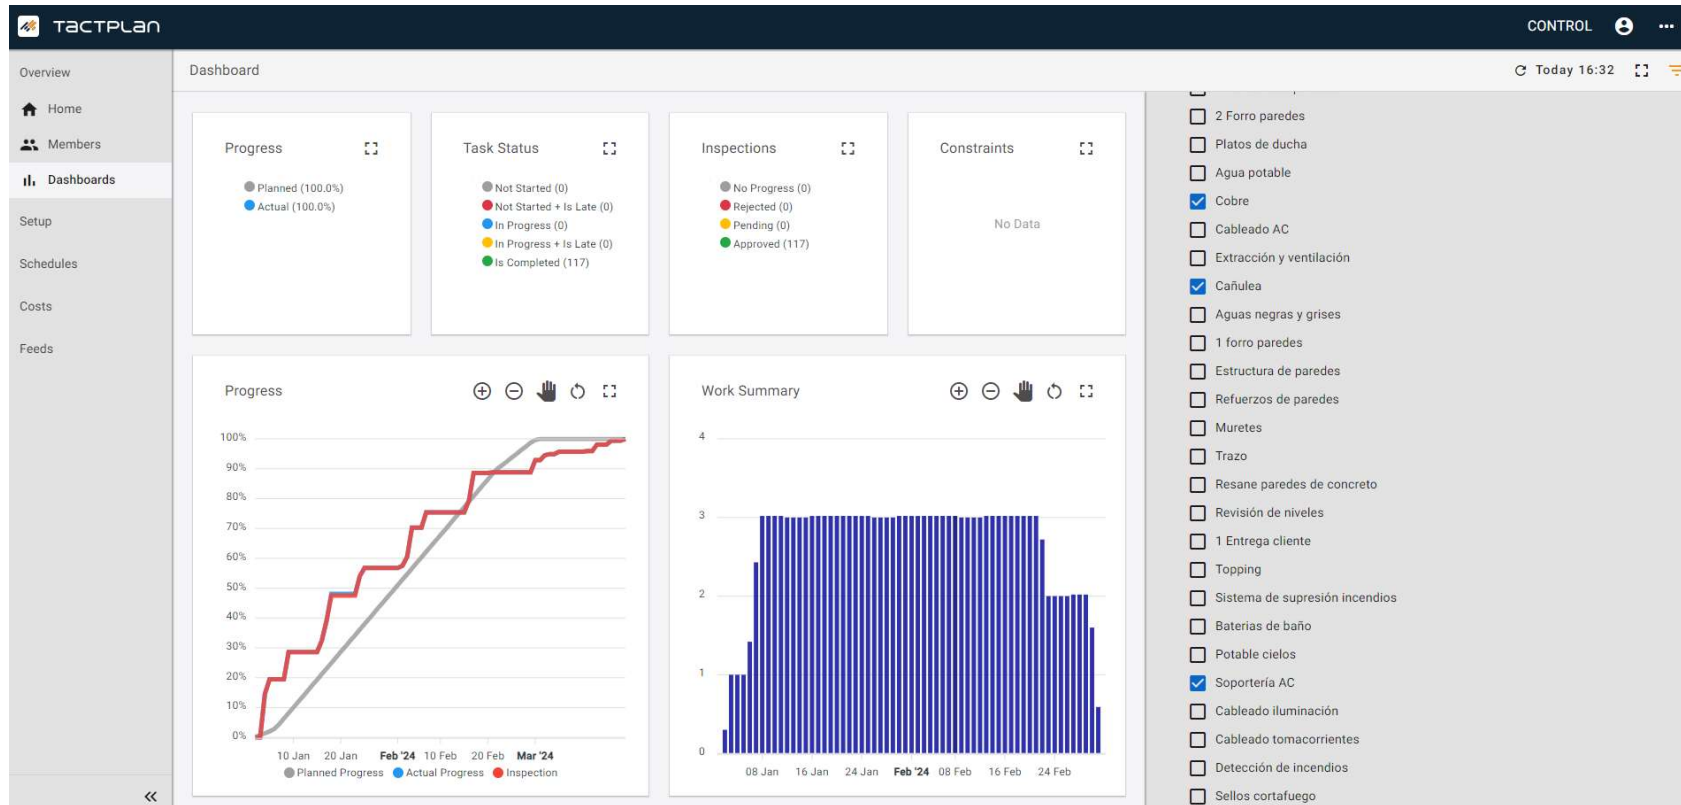 TACTPLAN
CONTROL
Overview
Home
Members
Dashboards
Setup
Schedules
Costs
Feeds
Dashboard
Today 16:32
Progress
Planned (100.0%)
Actual (100.0%)
Task Status
Not Started (0)
Not Started + Is Late (0)
In Progress (0)
In Progress + Is Late (0)
Is Completed (117)
Inspections
No Progress (0)
Rejected (0)
Pending (0)
Approved (117)
Constraints
No Data
Progress
100%
90%
80%
70%
60%
50%
40%
30%
20%
10%
0%
10 Jan 20 Jan Feb '24 10 Feb 20 Feb Mar '24
Planned Progress Actual Progress Inspection
Work Summary
4
3
2
1
0
08 Jan 16 Jan 24 Jan Feb '24 08 Feb 16 Feb 24 Feb
2 Forro paredes
Platos de ducha
Agua potable
Cobre
Cableado AC
Extracción y ventilación
Cañulea
Aguas negras y grises
1 forro paredes
Estructura de paredes
Refuerzos de paredes
Muretes
Trazo
Resane paredes de concreto
Revisión de niveles
1 Entrega cliente
Topping
Sistema de supresión incendios
Baterias de baño
Potable cielos
Soportería AC
Cableado iluminación
Cableado tomacorrientes
Detección de incendios
Sellos cortafuego